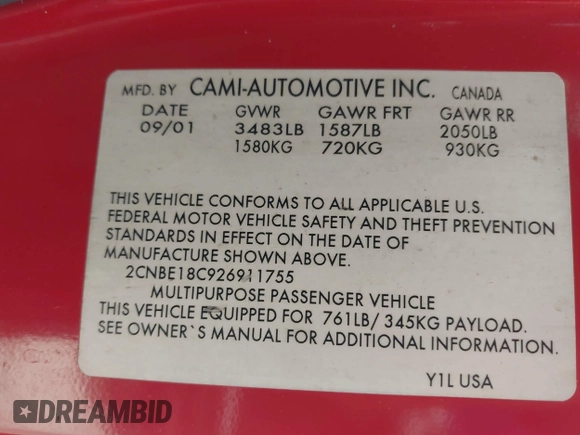 MFD. BY CAMI-AUTOMOTIVE INC. CANADA
DATE GVWR GAWR FRT GAWR RR
09/01 3483LB 1587LB 2050LB
1580KG 720KG 930KG
THIS VEHICLE CONFORMS TO ALL APPLICABLE U.S.
FEDERAL MOTOR VEHICLE SAFETY AND THEFT PREVENTION
STANDARDS IN EFFECT ON THE DATE OF
MANUFACTURE SHOWN ABOVE.
2CNBE18C926911755
MULTIPURPOSE PASSENGER VEHICLE
THIS VEHICLE EQUIPPED FOR 761LB/ 345KG PAYLOAD.
SEE OWNER`S MANUAL FOR ADDITIONAL INFORMATION.
Y1L USA
DREAMBID